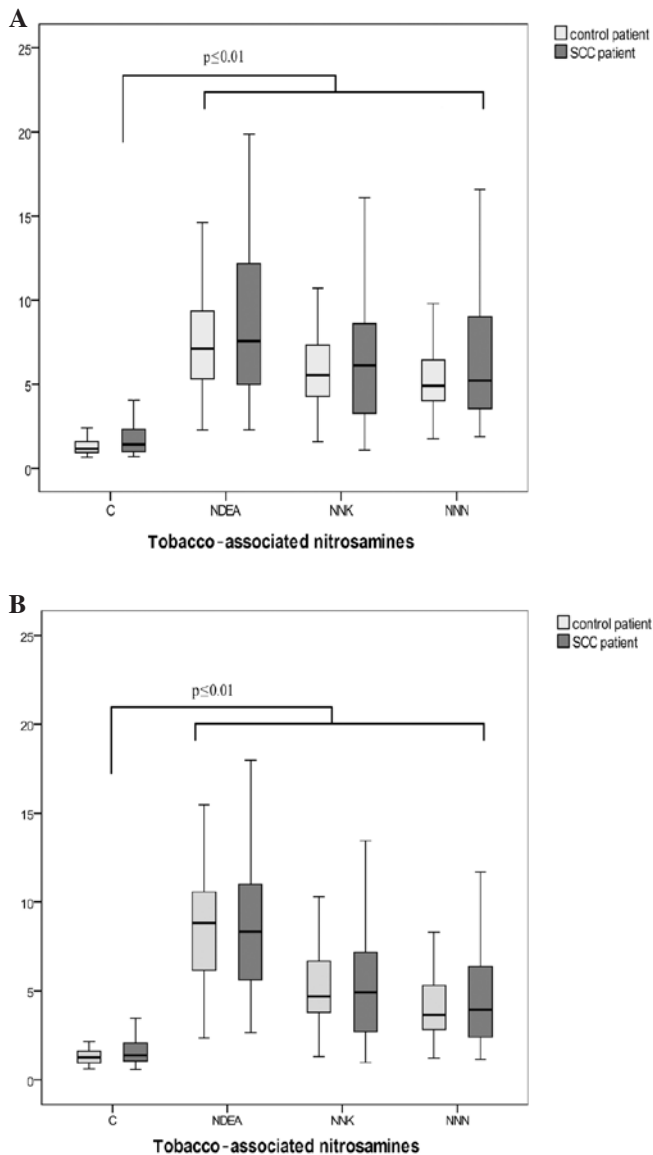 A
control patient
SCC patient
p≤0.01
25
20
15
10
5
0
C NDEA NNK NNN
Tobacco-associated nitrosamines
B
control patient
SCC patient
p≤0.01
25
20
15
10
5
0
C NDEA NNK NNN
Tobacco-associated nitrosamines